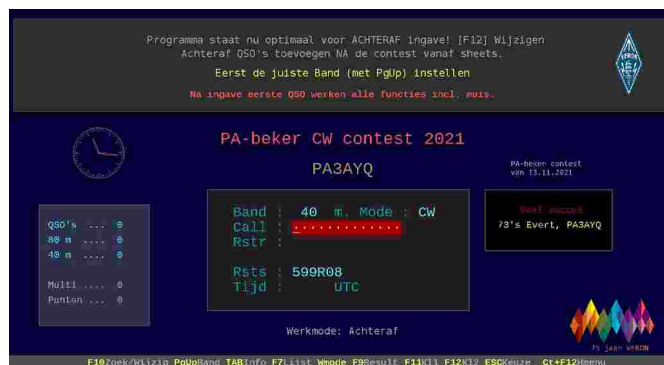 Programma staat nu optimaal voor ACHTERAF ingave! [F12] Wijzigen
Achteraf QSO's toevoegen NA de contest vanaf sheets.
Eerst de juiste Band (met PgUp) instellen
Na ingave eerste QSO werken alle functies incl. muis.
VERON
PA-beker CW contest 2021
PA3AYQ
PA-beker contest
van 13.11.2021
QSO's ... 0
80 m .... 0
40 m .... 0
Multi .... 0
Punten ... 0
Band : 40 m. Mode : CW
Call :
Rstr :
Rsts : 599R08
Tijd : UTC
Veel succes
73's Evert, PA3AYQ
Werkmode: Achteraf
75 jaar VERON
F10Zoek/Wijzig PgUpBand TABInfo F7Lijst Wmode F9Result F11Kl1 F12Kl2 ESCKeuze Ct+F12Hmenu